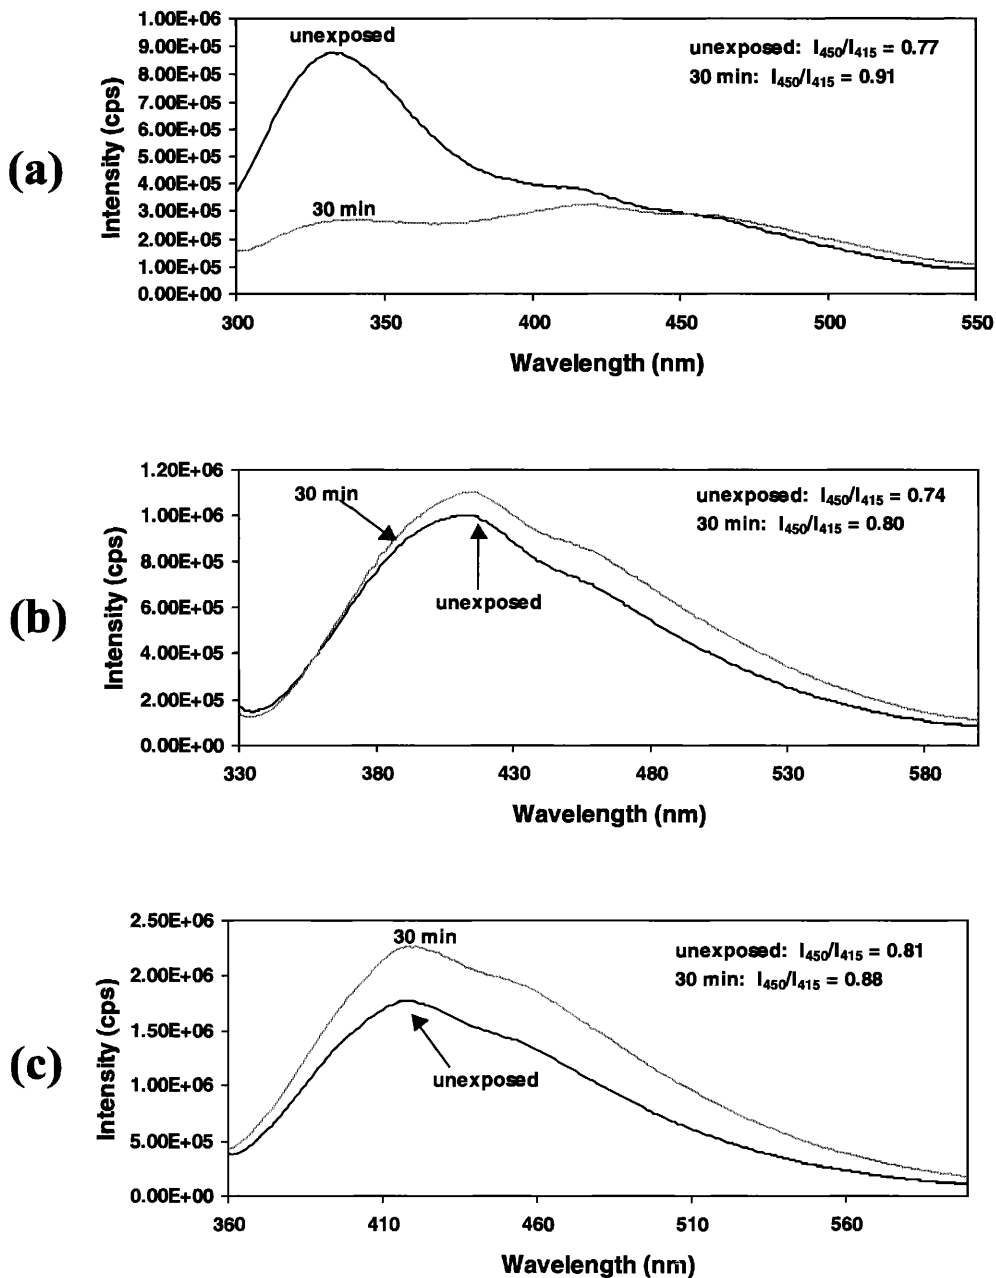 (a)
Intensity (cps)
1.00E+06
9.00E+05
8.00E+05
7.00E+05
6.00E+05
5.00E+05
4.00E+05
3.00E+05
2.00E+05
1.00E+05
0.00E+00
unexposed
30 min
unexposed: I450/I415 = 0.77
30 min: I450/I415 = 0.91
300 350 400 450 500 550
Wavelength (nm)
(b)
Intensity (cps)
1.20E+06
1.00E+06
8.00E+05
6.00E+05
4.00E+05
2.00E+05
0.00E+00
30 min
unexposed
unexposed: I450/I415 = 0.74
30 min: I450/I415 = 0.80
330 380 430 480 530 580
Wavelength (nm)
(c)
Intensity (cps)
2.50E+06
2.00E+06
1.50E+06
1.00E+06
5.00E+05
0.00E+00
30 min
unexposed
unexposed: I450/I415 = 0.81
30 min: I450/I415 = 0.88
360 410 460 510 560
Wavelength (nm)